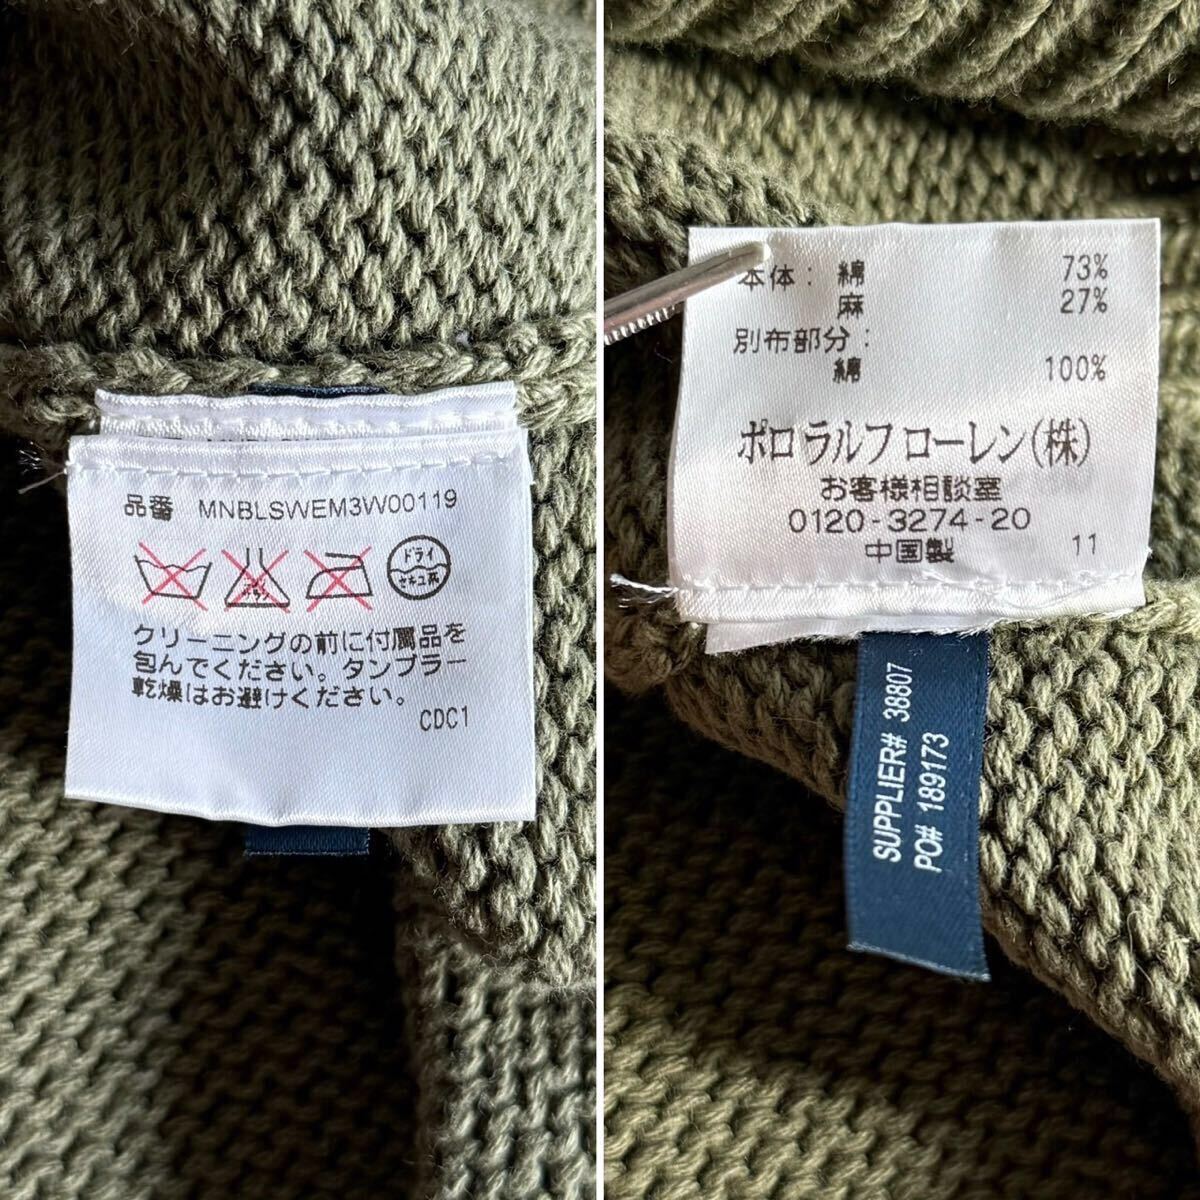 品番 MNBLSWEM3W00119
ドライ
セキユ系
クリーニングの前に付属品を
包んでください。タンブラー
乾燥はお避けください。
CDC1
本体: 綿 73%
麻 27%
別布部分:
綿 100%
ポロ ラルフ ローレン(株)
お客様相談室
0120-3274-20
中国製 11
SUPPLIER# 38807
PO# 189173